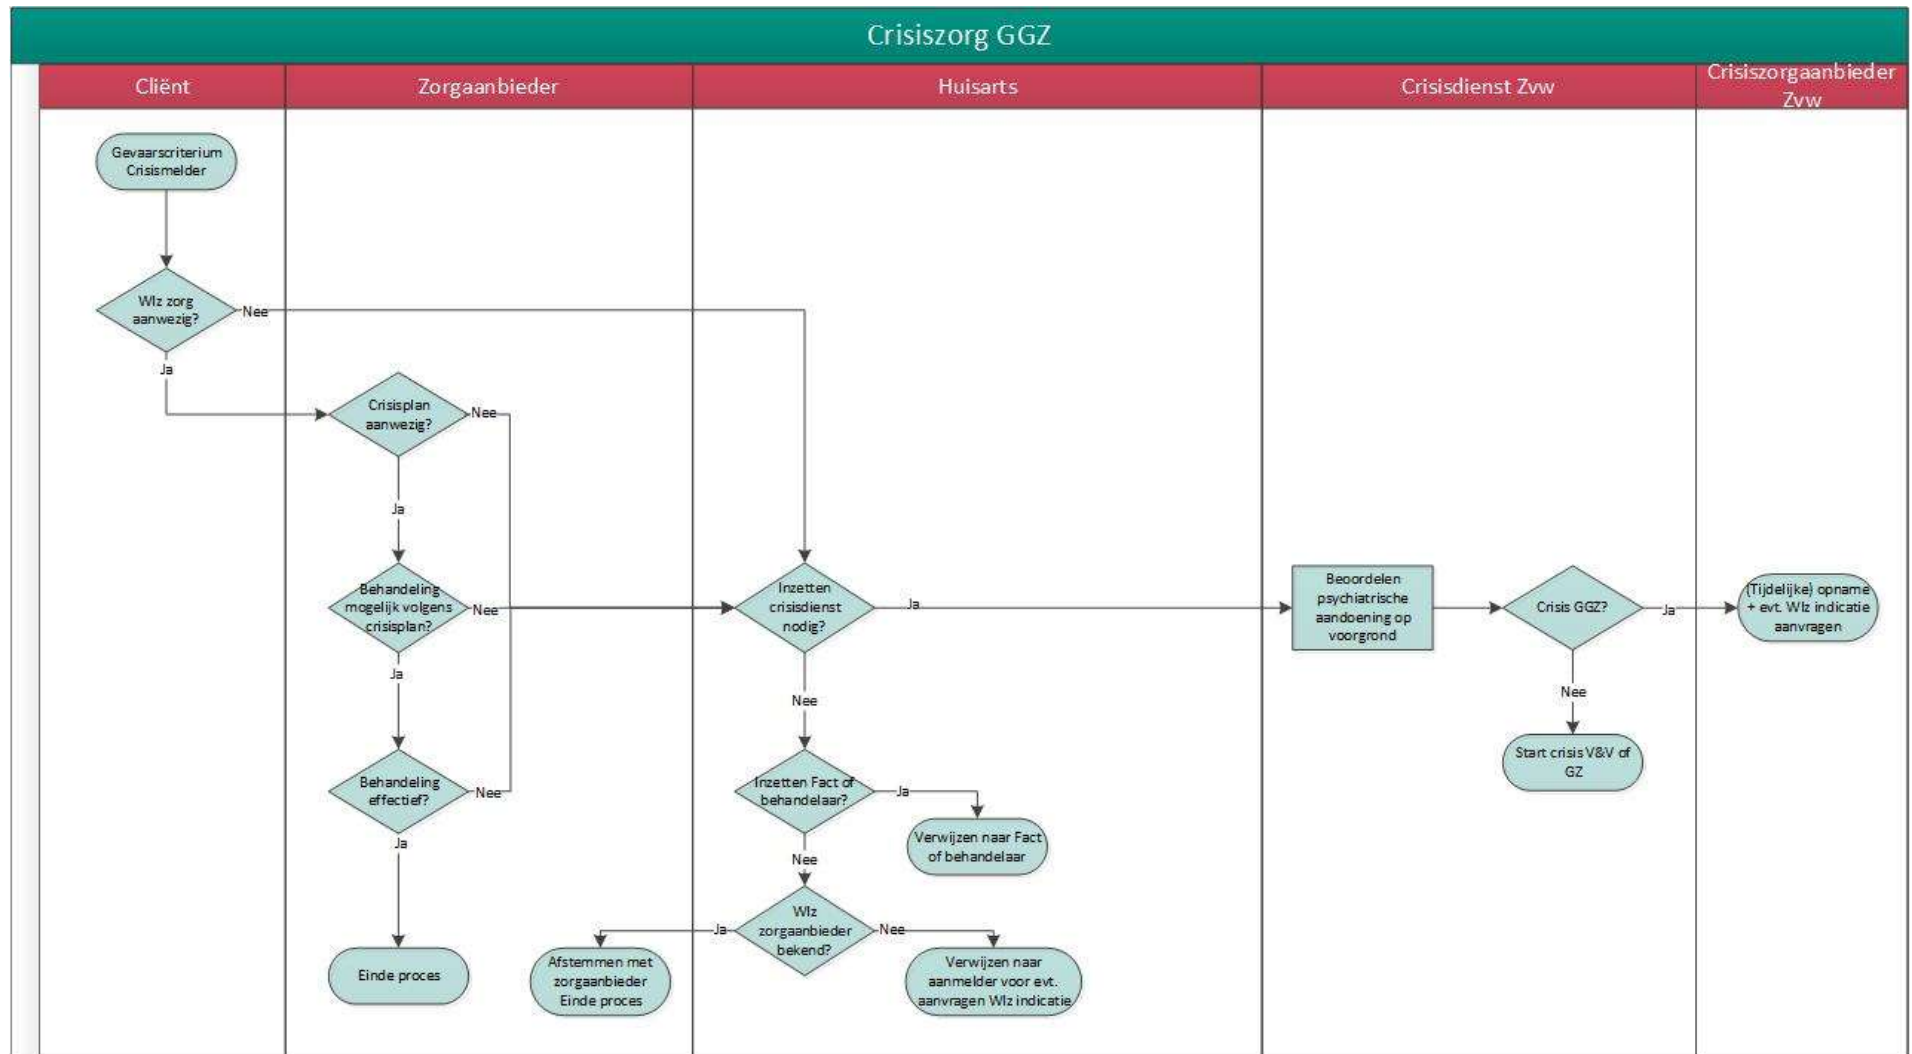 Crisiszorg GGZ
Cliënt
Zorgaanbieder
Huisarts
Crisisdienst Zvw
Crisiszorgaanbieder
Zvw
Gevaarscriterium
Crisismelder
Wlz zorg
aanwezig?
Nee
Ja
Crisisplan
aanwezig?
Nee
Ja
Behandeling
mogelijk volgens
crisisplan?
Nee
Ja
Behandeling
effectief?
Nee
Ja
Einde proces
Inzetten
crisisdienst
nodig?
Ja
Nee
Inzetten Fact of
behandelaar?
Ja
Verwijzen naar Fact
of behandelaar
Nee
Wlz
zorgaanbieder
bekend?
Ja
Nee
Afstemmen met
zorgaanbieder
Einde proces
Verwijzen naar
aanmelder voor evt.
aanvragen Wlz indicatie
Beoordelen
psychiatrische
aandoening op
voorgrond
Crisis GGZ?
Ja
Nee
Start crisis V&V of
GZ
(Tijdelijke) opname
+ evt. Wlz indicatie
aanvragen